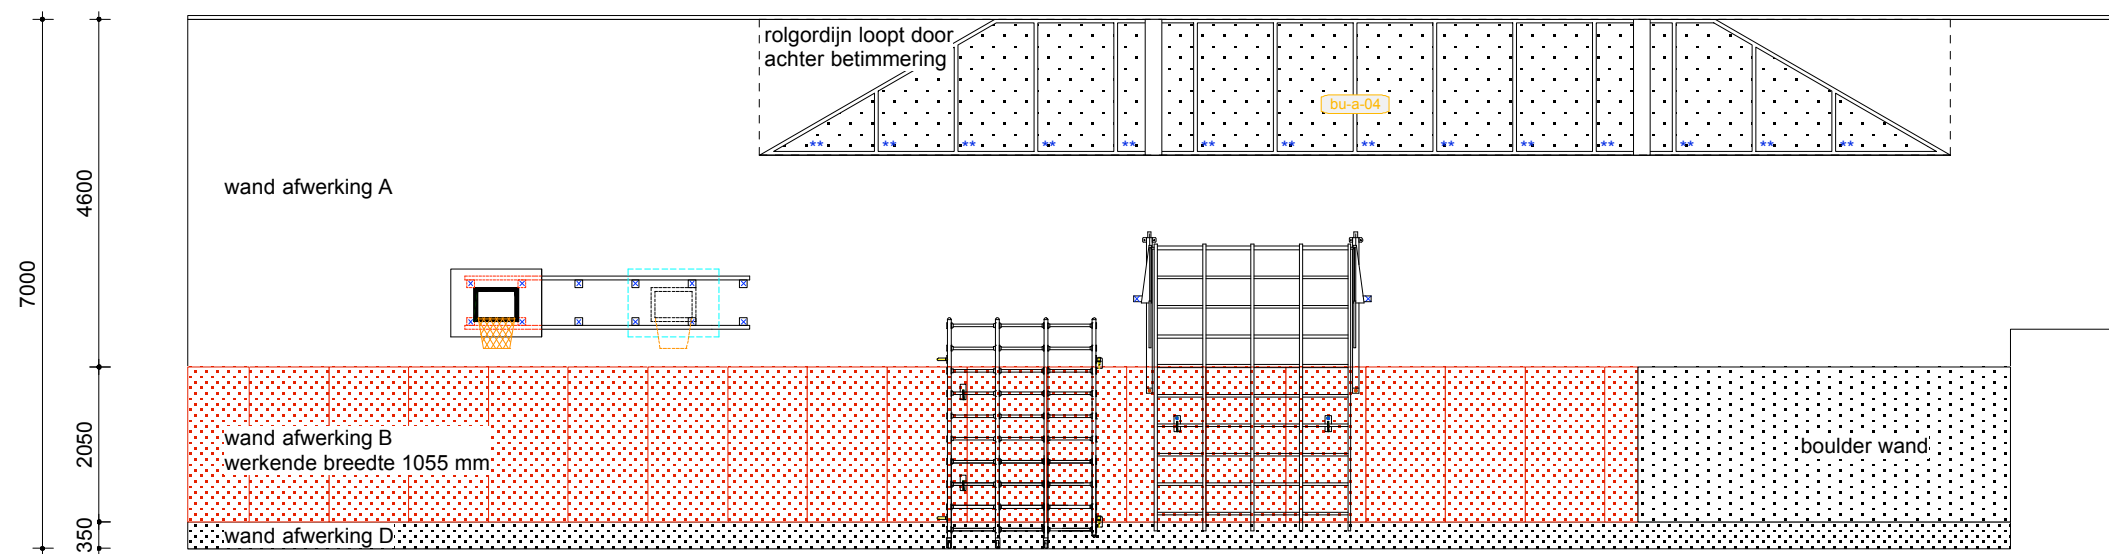 rolgordijn loopt door
achter betimmering
bu-a-04
** ** ** ** ** ** ** ** ** ** ** ** ** **
wand afwerking A
4600
7000
wand afwerking B
werkende breedte 1055 mm
2050
boulder wand
wand afwerking D
350